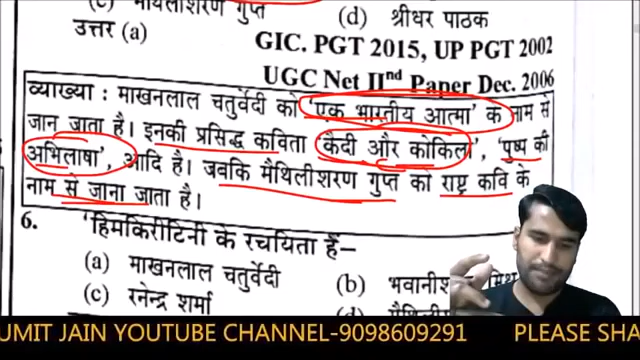 (c) मैथिलीशरण गुप्त (d) श्रीधर पाठक
उत्तर (a)
GIC. PGT 2015, UP PGT 2002
UGC Net IInd Paper Dec. 2006
व्याख्या : माखनलाल चतुर्वेदी को 'एक भारतीय आत्मा' के नाम से
जान जाता है। इनकी प्रसिद्ध कविता 'कैदी और कोकिला', 'पुष्प की
अभिलाषा', आदि है। जबकि मैथिलीशरण गुप्त को राष्ट्र कवि के
नाम से जाना जाता है।
6. 'हिमकिरीटिनी के रचयिता हैं–
(a) माखनलाल चतुर्वेदी (b) भवानी मिश्र
(c) रनेन्द्र शर्मा (d)
UMIT JAIN YOUTUBE CHANNEL-9098609291 PLEASE SHA